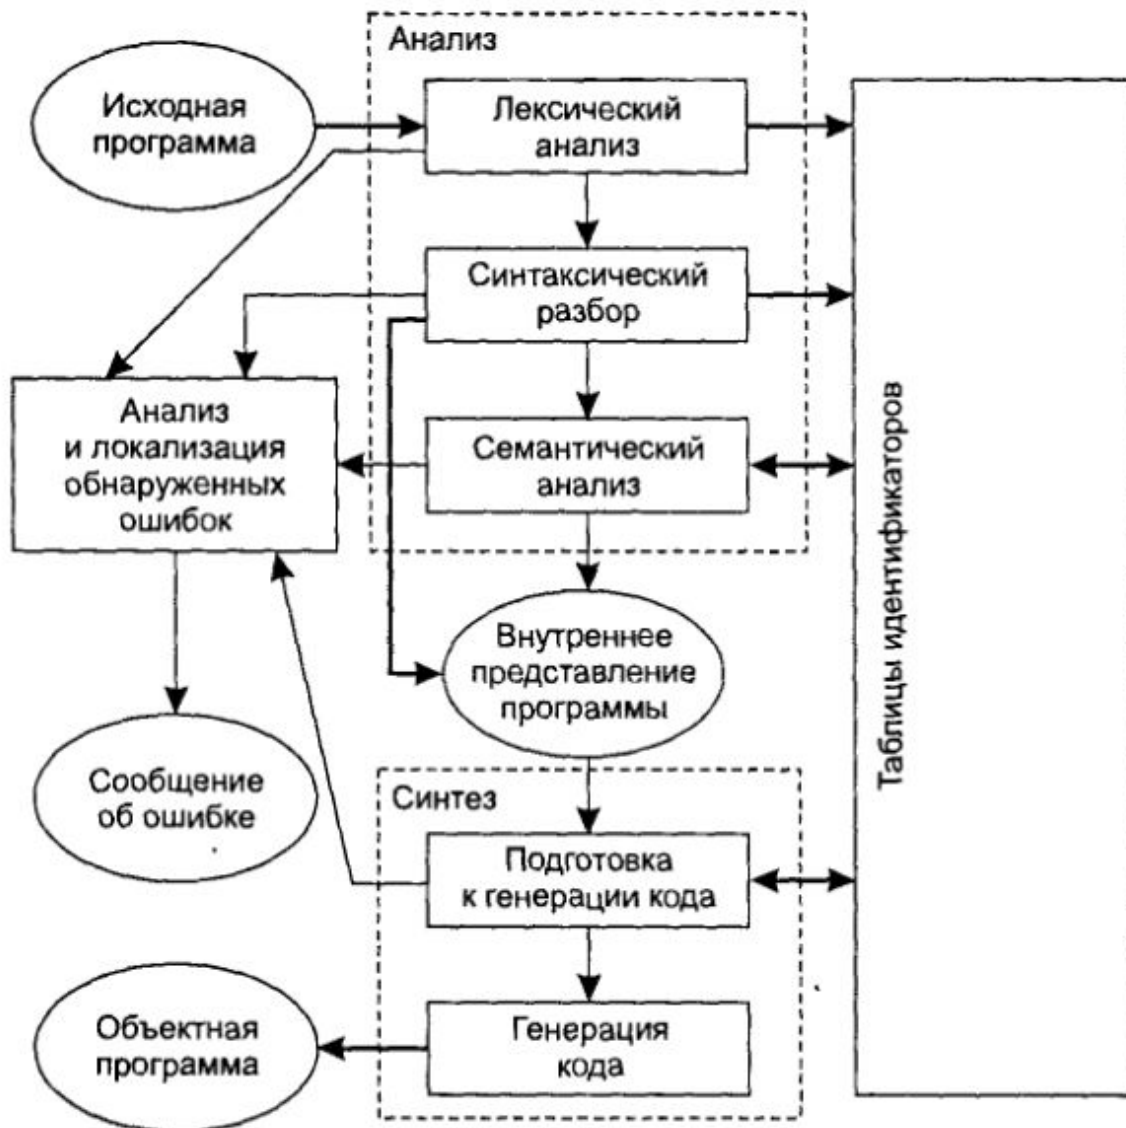 Анализ
Исходная
программа
Лексический
анализ
Синтаксический
разбор
Анализ
и локализация
обнаруженных
ошибок
Семантический
анализ
Таблицы идентификаторов
Внутреннее
представление
программы
Сообщение
об ошибке
Синтез
Подготовка
к генерации кода
Объектная
программа
Генерация
кода